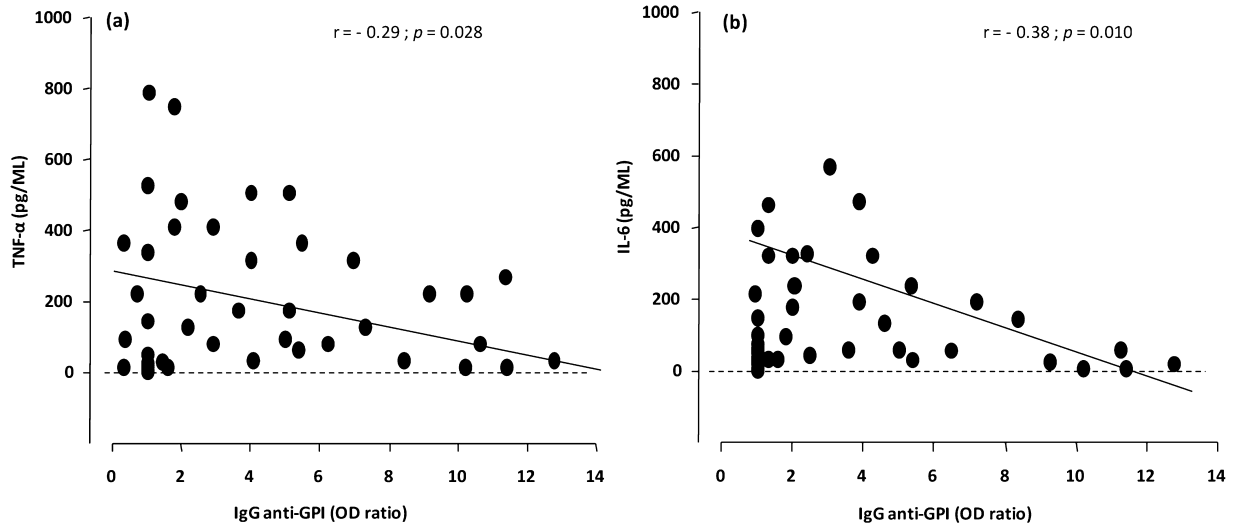 (a)
r = - 0.29 ; p = 0.028
1000
800
600
400
200
0
TNF-α (pg/ML)
0 2 4 6 8 10 12 14
IgG anti-GPI (OD ratio)
(b)
r = - 0.38 ; p = 0.010
1000
800
600
400
200
0
IL-6 (pg/ML)
0 2 4 6 8 10 12 14
IgG anti-GPI (OD ratio)